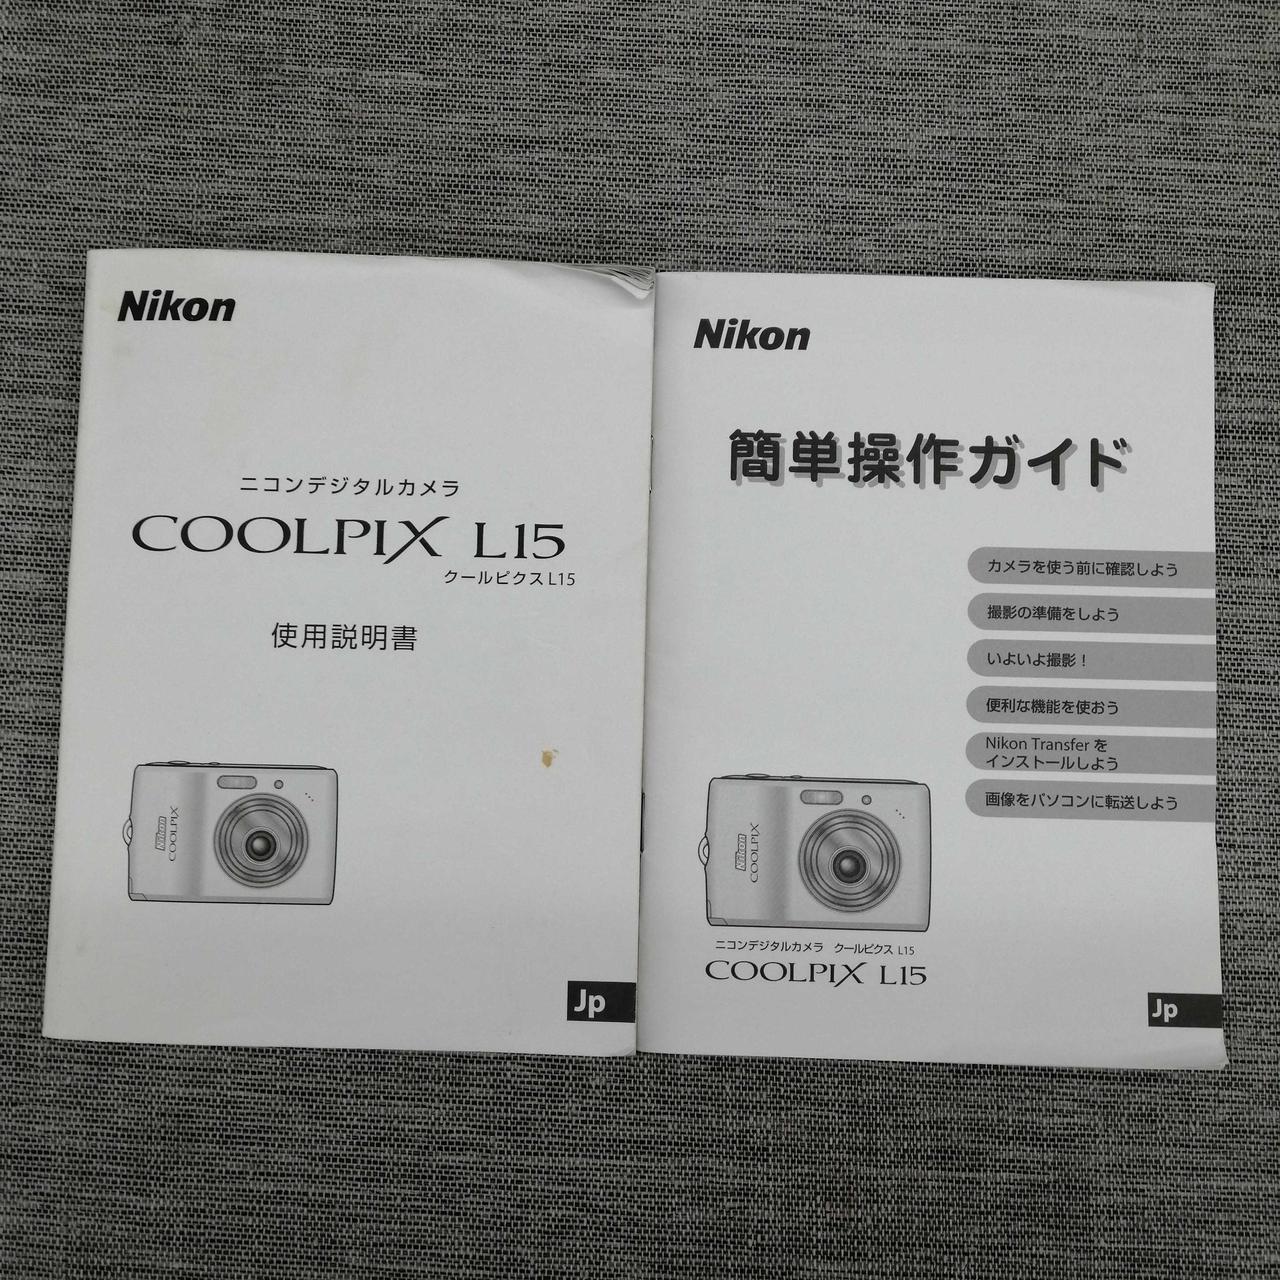 Nikon
ニコンデジタルカメラ
COOLPIX L15
クールピクスL15
使用説明書
Nikon
COOLPIX
Jp
Nikon
簡単操作ガイド
カメラを使う前に確認しよう
撮影の準備をしよう
いよいよ撮影！
便利な機能を使おう
Nikon Transfer を
インストールしよう
画像をパソコンに転送しよう
Nikon
COOLPIX
ニコンデジタルカメラ クールピクス L15
COOLPIX L15
Jp